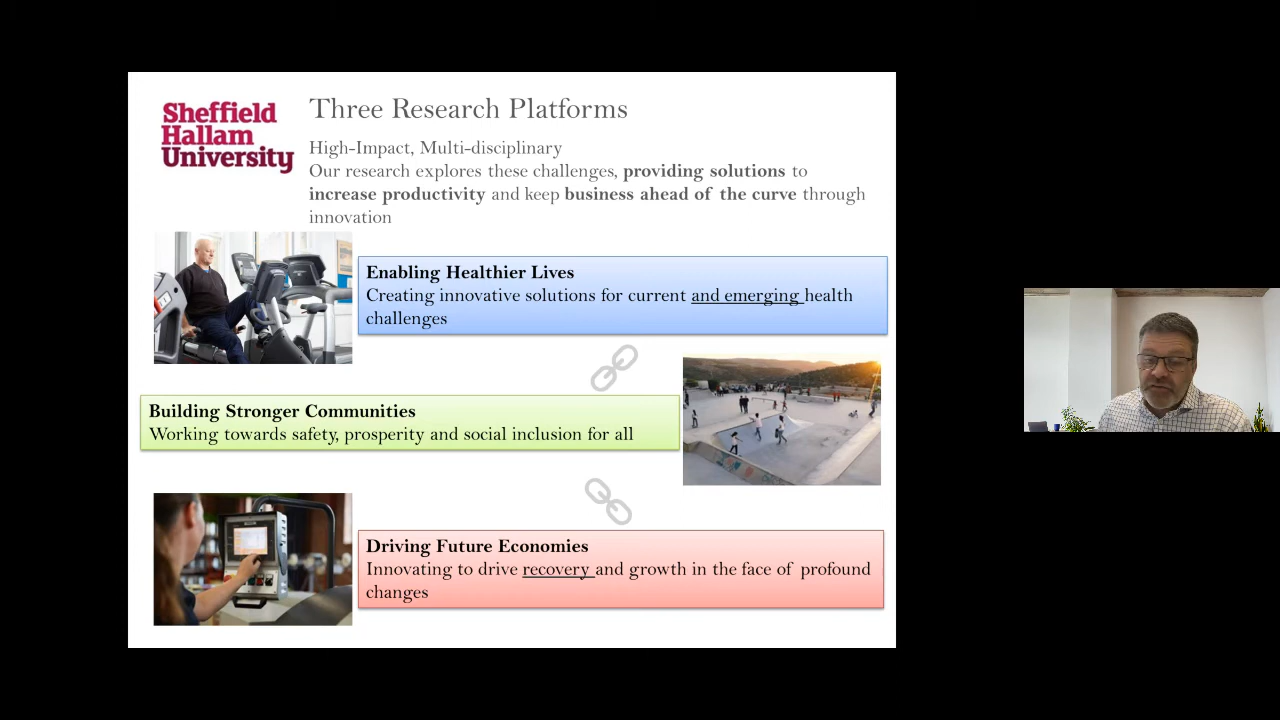 Sheffield
Hallam
University
Three Research Platforms
High-Impact, Multi-disciplinary
Our research explores these challenges, providing solutions to
increase productivity and keep business ahead of the curve through
innovation
Enabling Healthier Lives
Creating innovative solutions for current and emerging health
challenges
Building Stronger Communities
Working towards safety, prosperity and social inclusion for all
Driving Future Economies
Innovating to drive recovery and growth in the face of profound
changes